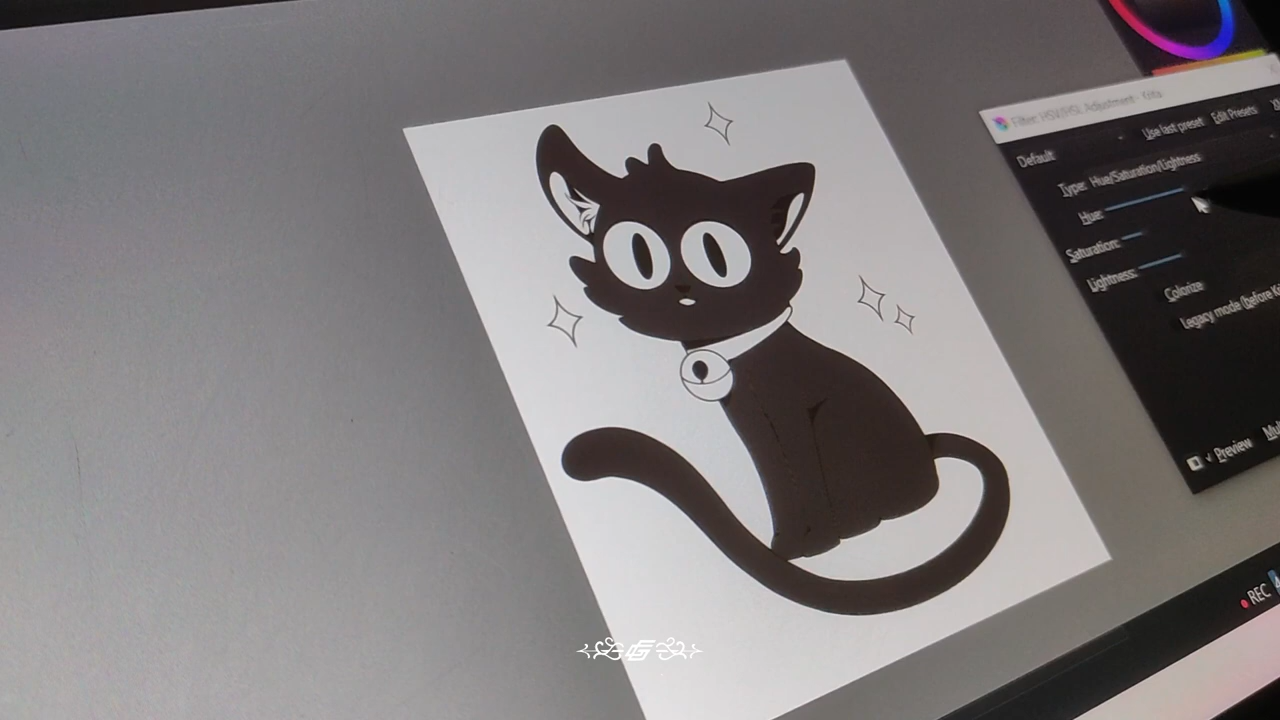 Filter: HSV/HSL Adjustment - Krita
Default
Use last preset
Edit Presets
Type: Hue/Saturation/Lightness
Hue:
Saturation:
Lightness:
Colorize
Legacy mode (before
✓ Preview
REC